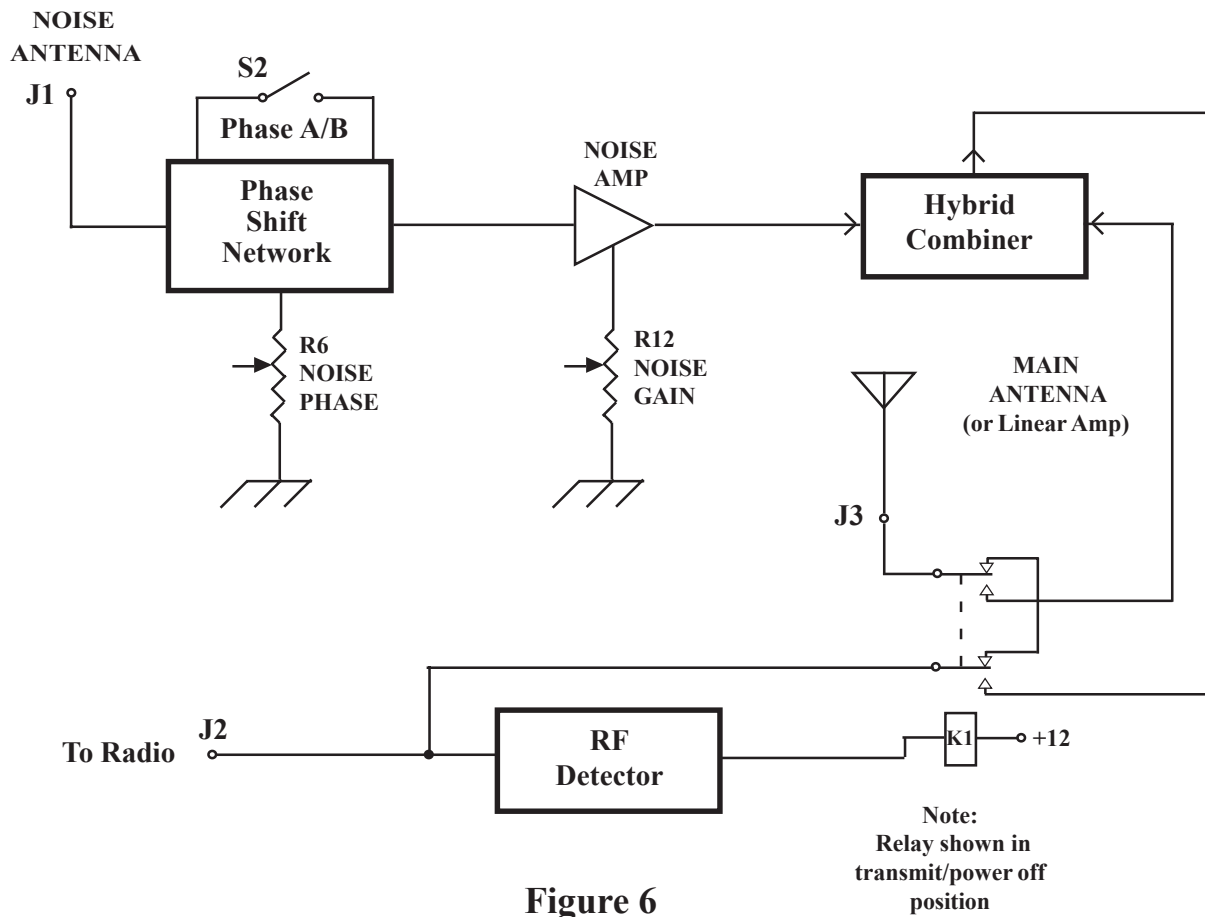 NOISE
ANTENNA
J1
S2
Phase A/B
Phase
Shift
Network
NOISE
AMP
Hybrid
Combiner
R6
NOISE
PHASE
R12
NOISE
GAIN
MAIN
ANTENNA
(or Linear Amp)
J3
To Radio
J2
RF
Detector
K1
+12
Note:
Relay shown in
transmit/power off
position
Figure 6